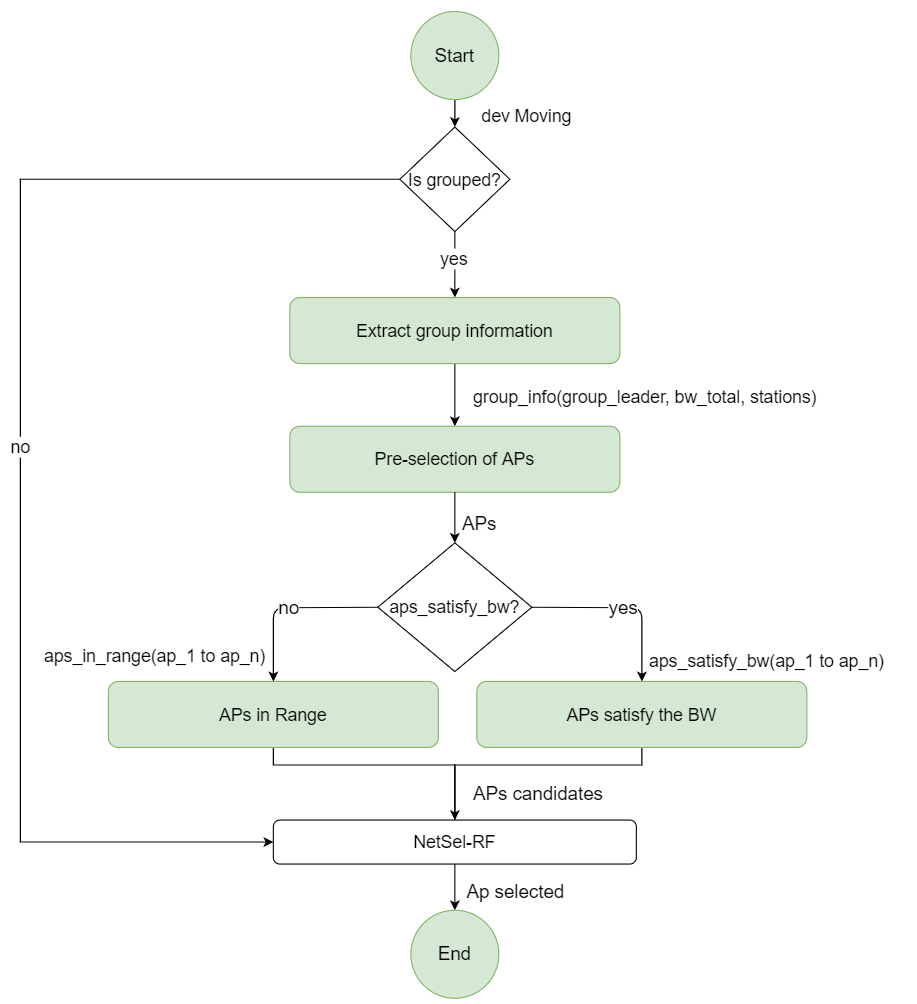 Start
dev Moving
Is grouped?
yes
Extract group information
group_info(group_leader, bw_total, stations)
no
Pre-selection of APs
APs
aps_satisfy_bw?
no
yes
aps_in_range(ap_1 to ap_n)
aps_satisfy_bw(ap_1 to ap_n)
APs in Range
APs satisfy the BW
APs candidates
NetSel-RF
Ap selected
End